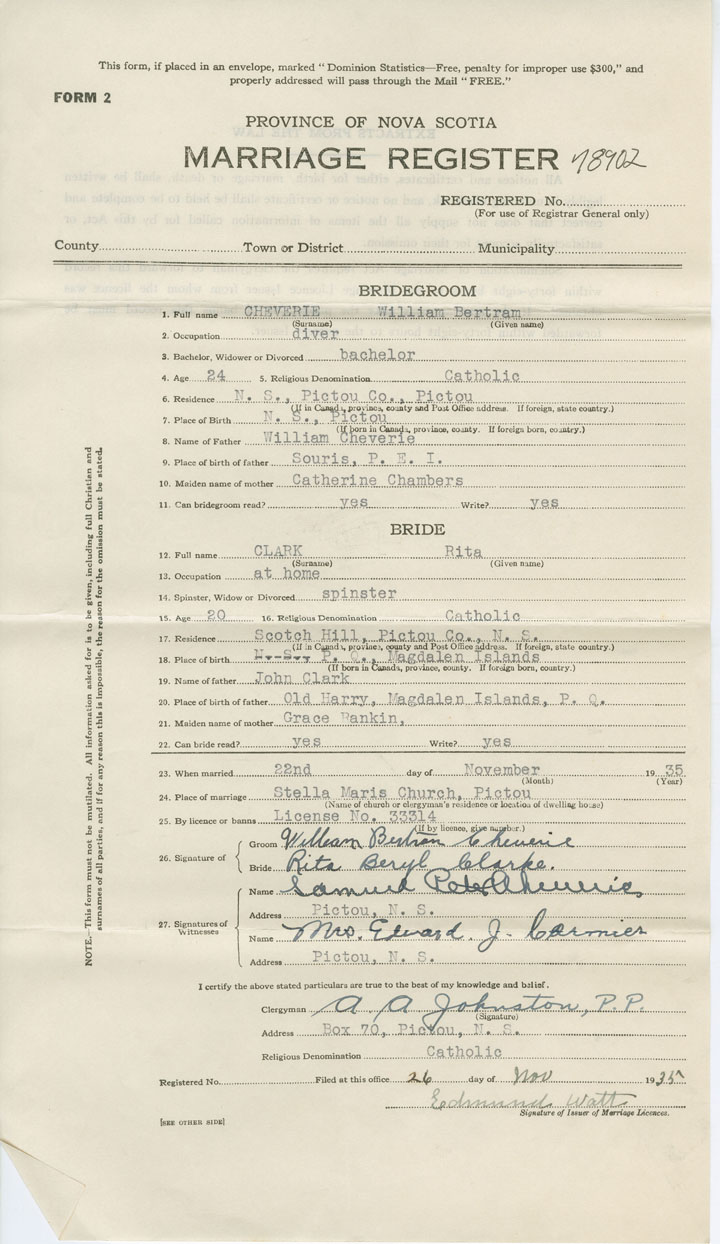 This form, if placed in an envelope, marked “Dominion Statistics—Free, penalty for improper use $300,” and
properly addressed will pass through the Mail “FREE.”
FORM 2
PROVINCE OF NOVA SCOTIA
MARRIAGE REGISTER 78902
REGISTERED No.
(For use of Registrar General only)
County Town or District Municipality
BRIDEGROOM
1. Full name CHEVERIE William Bertram
(Surname) (Given name)
2. Occupation diver
3. Bachelor, Widower or Divorced bachelor
4. Age 24 5. Religious Denomination Catholic
6. Residence N. S., Pictou Co., Pictou
(If in Canada, province, county and Post Office address. If foreign, state country.)
7. Place of Birth N. S., Pictou
(If born in Canada, province, county. If foreign born, country.)
8. Name of Father William Cheverie
9. Place of birth of father Souris, P. E. I.
10. Maiden name of mother Catherine Chambers
11. Can bridegroom read? yes Write? yes
BRIDE
12. Full name CLARK Rita
(Surname) (Given name)
13. Occupation at home
14. Spinster, Widow or Divorced spinster
15. Age 20 16. Religious Denomination Catholic
17. Residence Scotch Hill, Pictou Co., N. S.
(If in Canada, province, county and Post Office address. If foreign, state country.)
18. Place of birth N. S., P. Q., Magdalen Islands
(If born in Canada, province, county. If foreign born, country.)
19. Name of father John Clark
20. Place of birth of father Old Harry, Magdalen Islands, P. Q.
21. Maiden name of mother Grace Rankin,
22. Can bride read? yes Write? yes
23. When married 22nd day of November 19 35
(Month) (Year)
24. Place of marriage Stella Maris Church, Pictou
(Name of church or clergyman's residence or location of dwelling house)
25. By licence or banns License No. 33314
(If by licence, give number.)
26. Signature of
Groom William Bertram Cheverie
Bride Rita Beryl Clarke.
27. Signatures of Witnesses
Name Samuel Peter Cheverie
Address Pictou, N. S.
Name Mrs. Edward J. Cormier
Address Pictou, N. S.
I certify the above stated particulars are true to the best of my knowledge and belief.
Clergyman A A Johnston, P.P.
(Signature)
Address Box 70, Pictou, N. S.
Religious Denomination Catholic
Registered No. Filed at this office 26 day of Nov 1935
Edmund Watt
Signature of Issuer of Marriage Licences.
[SEE OTHER SIDE]
NOTE.—This form must not be mutilated. All information asked for is to be given, including full Christian and
surnames of all parties, and if for any reason this is impossible, the reason for the omission must be stated.